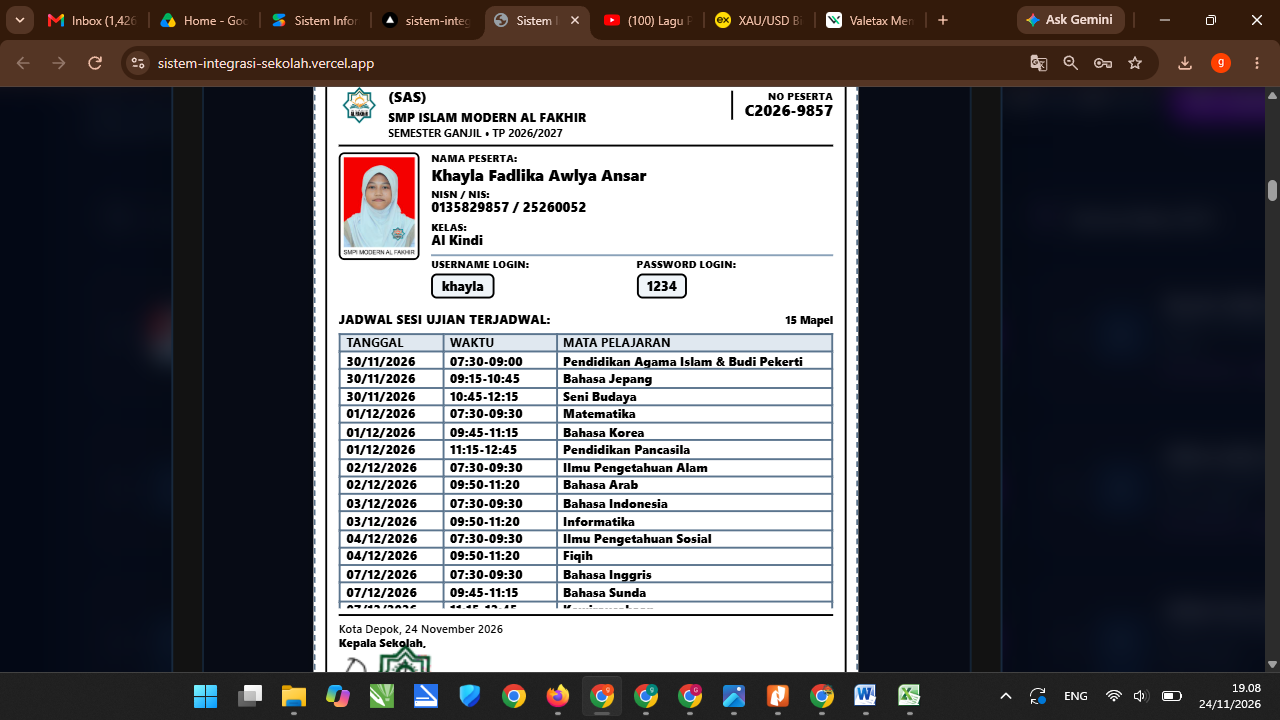 Inbox (1,426
Home - Goo
Sistem Infor
sistem-integ
Sistem I
(100) Lagu P
XAU/USD Bi
Valetax Mem
Ask Gemini
sistem-integrasi-sekolah.vercel.app
g
(SAS)
SMP ISLAM MODERN AL FAKHIR
SEMESTER GANJIL • TP 2026/2027
NO PESERTA
C2026-9857
SMPI MODERN AL FAKHIR
NAMA PESERTA:
Khayla Fadlika Awlya Ansar
NISN / NIS:
0135829857 / 25260052
KELAS:
Al Kindi
USERNAME LOGIN: PASSWORD LOGIN:
khayla 1234
JADWAL SESI UJIAN TERJADWAL: 15 Mapel
TANGGAL WAKTU MATA PELAJARAN
30/11/2026 07:30-09:00 Pendidikan Agama Islam & Budi Pekerti
30/11/2026 09:15-10:45 Bahasa Jepang
30/11/2026 10:45-12:15 Seni Budaya
01/12/2026 07:30-09:30 Matematika
01/12/2026 09:45-11:15 Bahasa Korea
01/12/2026 11:15-12:45 Pendidikan Pancasila
02/12/2026 07:30-09:30 Ilmu Pengetahuan Alam
02/12/2026 09:50-11:20 Bahasa Arab
03/12/2026 07:30-09:30 Bahasa Indonesia
03/12/2026 09:50-11:20 Informatika
04/12/2026 07:30-09:30 Ilmu Pengetahuan Sosial
04/12/2026 09:50-11:20 Fiqih
07/12/2026 07:30-09:30 Bahasa Inggris
07/12/2026 09:45-11:15 Bahasa Sunda
Kota Depok, 24 November 2026
Kepala Sekolah,
ENG
19.08
24/11/2026